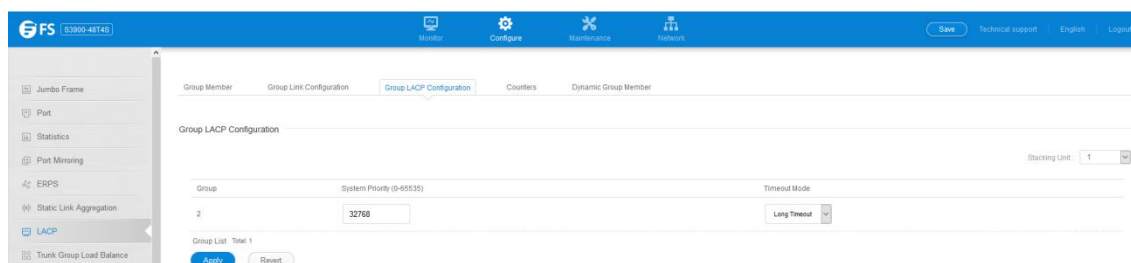 FS S3900-48T4S
Monitor Configure Maintenance Network
Save Technical support English Logout
Jumbo Frame
Port
Statistics
Port Mirroring
ERPS
Static Link Aggregation
LACP
Trunk Group Load Balance
Group Member Group Link Configuration Group LACP Configuration Counters Dynamic Group Member
Group LACP Configuration
Stacking Unit : 1
Group System Priority (0-65535) Timeout Mode
2 32768 Long Timeout
Group List Total: 1
Apply Revert